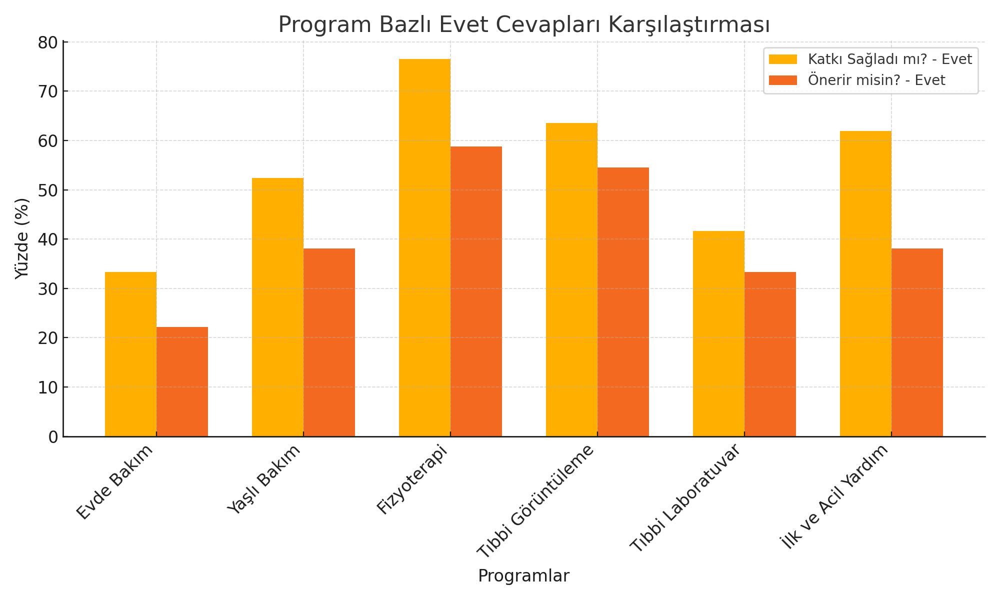 Program Bazlı Evet Cevapları Karşılaştırması
Katkı Sağladı mı? - Evet
Önerir misin? - Evet
Yüzde (%)
80
70
60
50
40
30
20
10
0
Evde Bakım
Yaşlı Bakım
Fizyoterapi
Tıbbi Görüntüleme
Tıbbi Laboratuvar
İlk ve Acil Yardım
Programlar